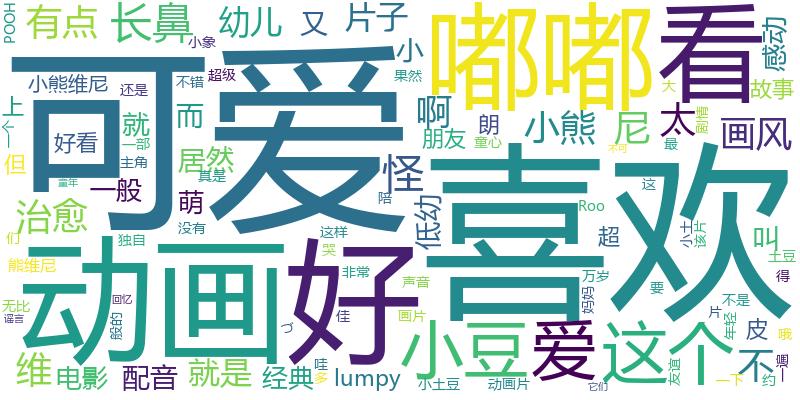 POOH
有点
长鼻
幼儿
又
片子
嘟嘟
看
感动
可爱
小象
小
小熊维尼
还是
不错
超级
果然
啊
大
故事
上
一个
好看
就
而
朋友
朗
小熊
尼
太
剧情
画风
但
一部
主角
居然
怪
童心
最
不可
治愈
一般
萌
真是
童年
陪
低幼
喜欢
Roo
这
小土
该片
叫
们
独自
没有
这样
哭
超
土豆
熊维尼
动画
好
非常
声音
万岁
妈妈
要
不是
得
无比
谣言
般的
回忆
づ
佳
画片
小豆
爱
这个
片
年轻
皮
哦
维
电影
配音
就是
经典
哇
多
lumpy
小土豆
动画片
它们
友谊
不
一下
约
一遍